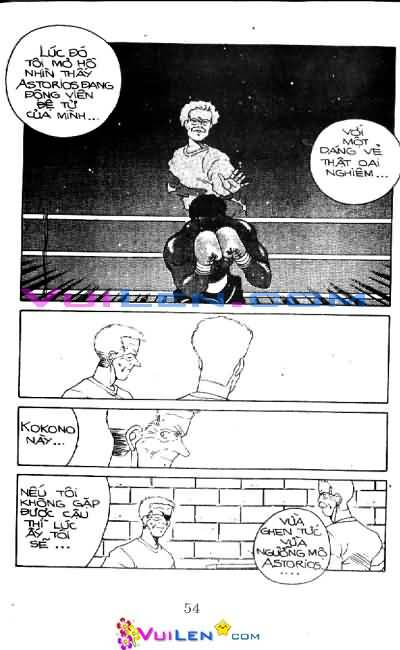 LÚC ĐÓ
TÔI MƠ HỒ
NHÌN THẤY
ASTORIOS ĐANG
ĐỘNG VIÊN
ĐỆ TỬ
CỦA MÌNH...
VỚI
MỘT
DÁNG VẺ
THẬT OAI
NGHIÊM...
VUILEN.COM
KOKONO
NÀY...
NẾU TÔI
KHÔNG GẶP
ĐƯỢC CẬU
THÌ LÚC
ẤY TÔI
SẼ...
VỪA
GHEN TỨC
VỪA
NGƯỠNG MỘ
ASTORIOS.
....
54
VUILEN.COM